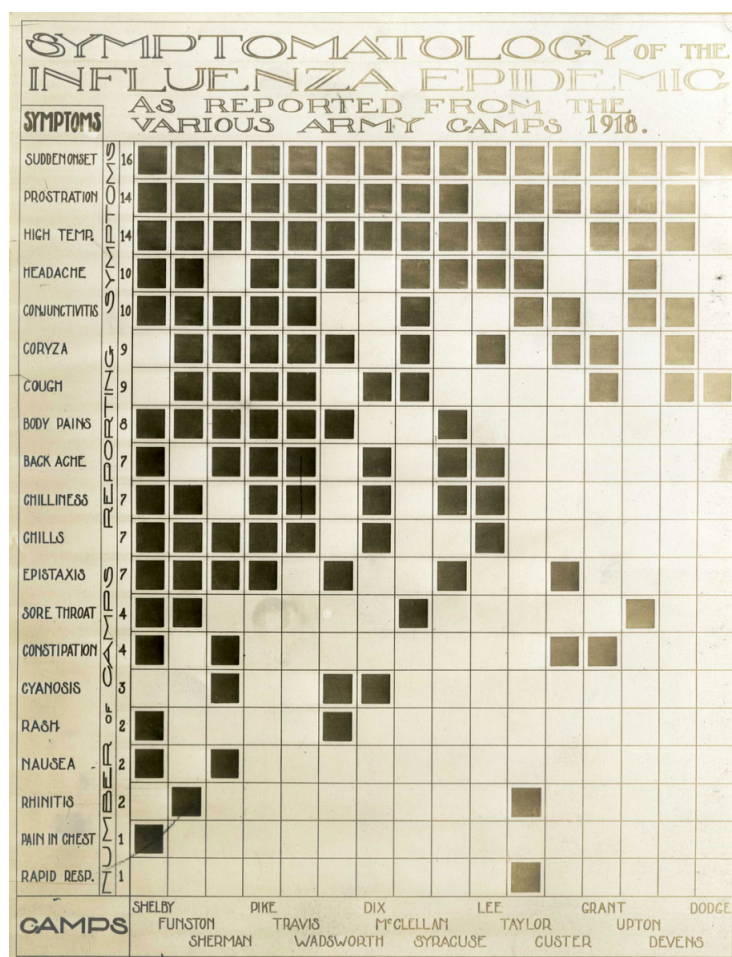 SYMPTOMATOLOGY OF THE
INFLUENZA EPIDEMIC
AS REPORTED FROM THE
VARIOUS ARMY CAMPS 1918.
SYMPTOMS
NUMBER OF CAMPS REPORTING SYMPTOMS
SUDDEN ONSET 16
PROSTRATION 14
HIGH TEMP. 14
HEADACHE 10
CONJUNCTIVITIS 10
CORYZA 9
COUGH 9
BODY PAINS 8
BACK ACHE 7
CHILLINESS 7
CHILLS 7
EPISTAXIS 7
SORE THROAT 4
CONSTIPATION 4
CYANOSIS 3
RASH 2
NAUSEA 2
RHINITIS 2
PAIN IN CHEST 1
RAPID RESP. 1
CAMPS
SHELBY PIKE DIX LEE GRANT DODGE
FUNSTON TRAVIS McCLELLAN TAYLOR UPTON
SHERMAN WADSWORTH SYRACUSE CUSTER DEVENS